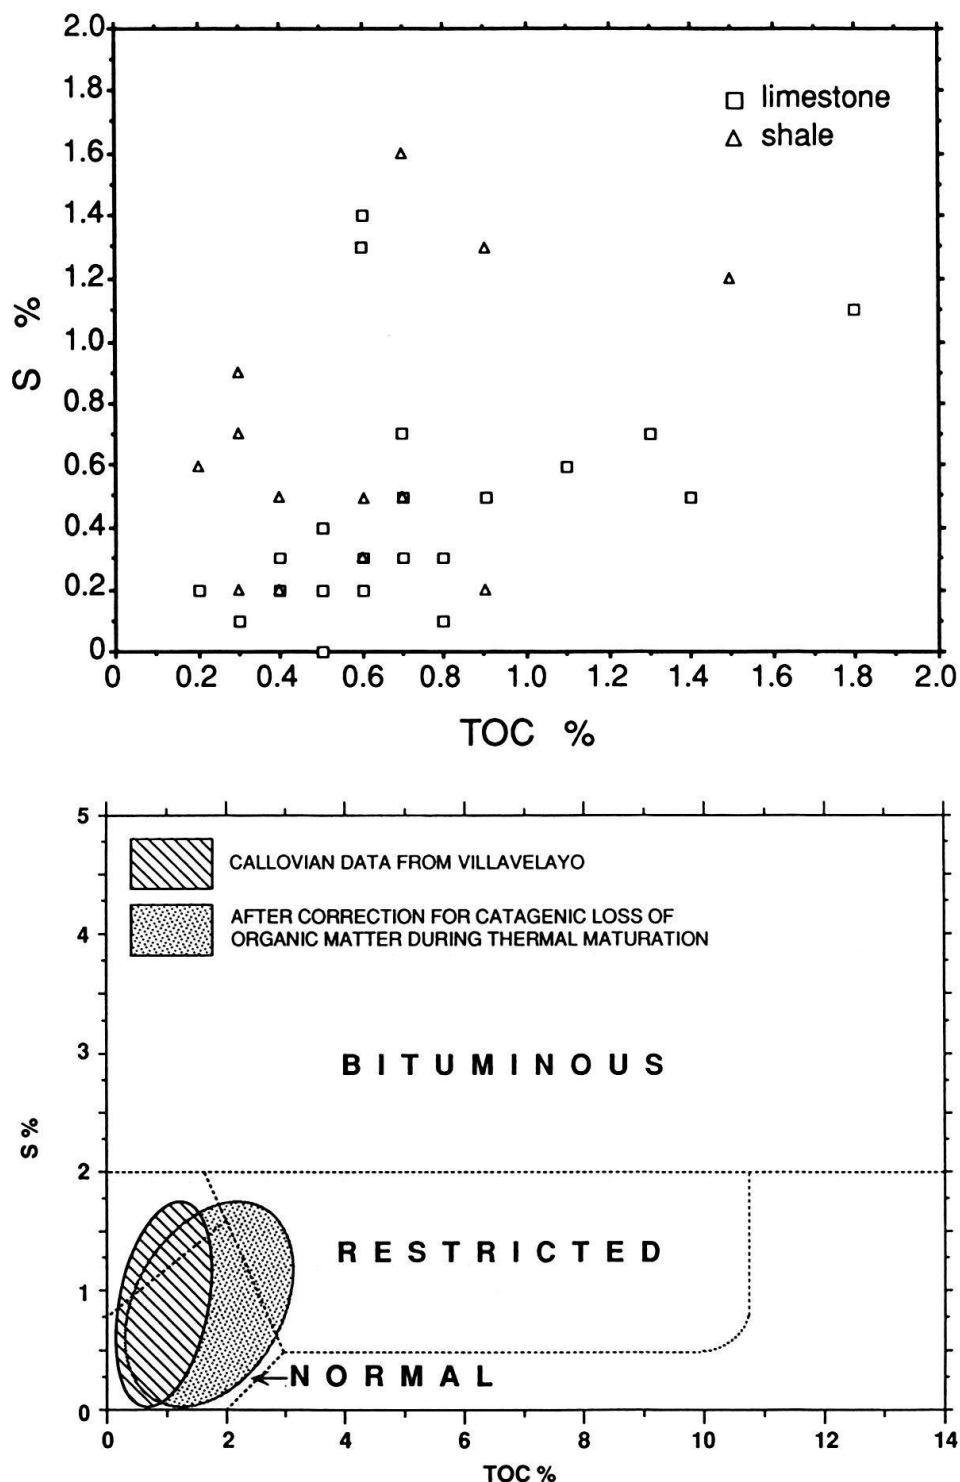 2.0
1.8
1.6
1.4
1.2
1.0
0.8
0.6
0.4
0.2
0
S %
limestone
shale
0 0.2 0.4 0.6 0.8 1.0 1.2 1.4 1.6 1.8 2.0
TOC %
5
4
3
2
1
0
S %
CALLOVIAN DATA FROM VILLAVELAYO
AFTER CORRECTION FOR CATAGENIC LOSS OF
ORGANIC MATTER DURING THERMAL MATURATION
BITUMINOUS
RESTRICTED
NORMAL
0 2 4 6 8 10 12 14
TOC %